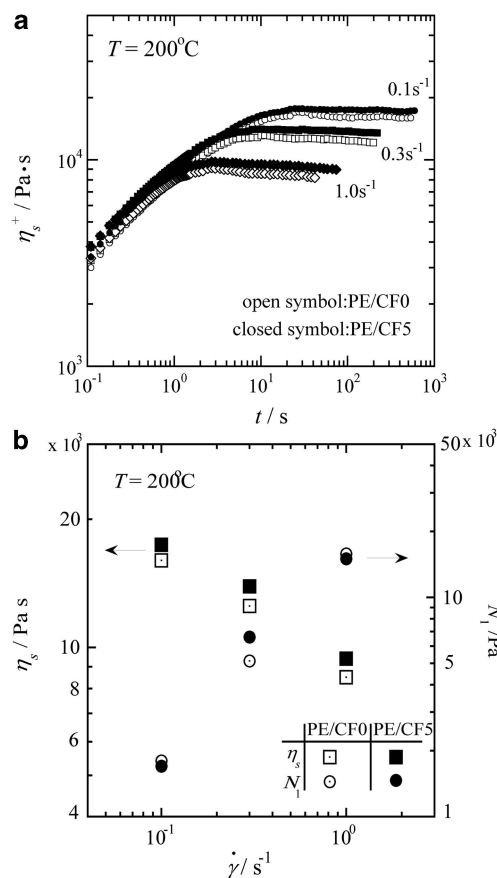 a
T = 200°C
0.1s⁻¹
0.3s⁻¹
1.0s⁻¹
open symbol:PE/CF0
closed symbol:PE/CF5
10⁴
10³
ηₛ⁺ / Pa•s
10⁻¹ 10⁰ 10¹ 10² 10³
t / s
b
x 10³
50 x 10³
T = 200°C
20
10
8
6
4
10
5
1
ηₛ / Pa s
N₁ /Pa
PE/CF0 PE/CF5
ηₛ
N₁
10⁻¹ 10⁰
γ̇ / s⁻¹